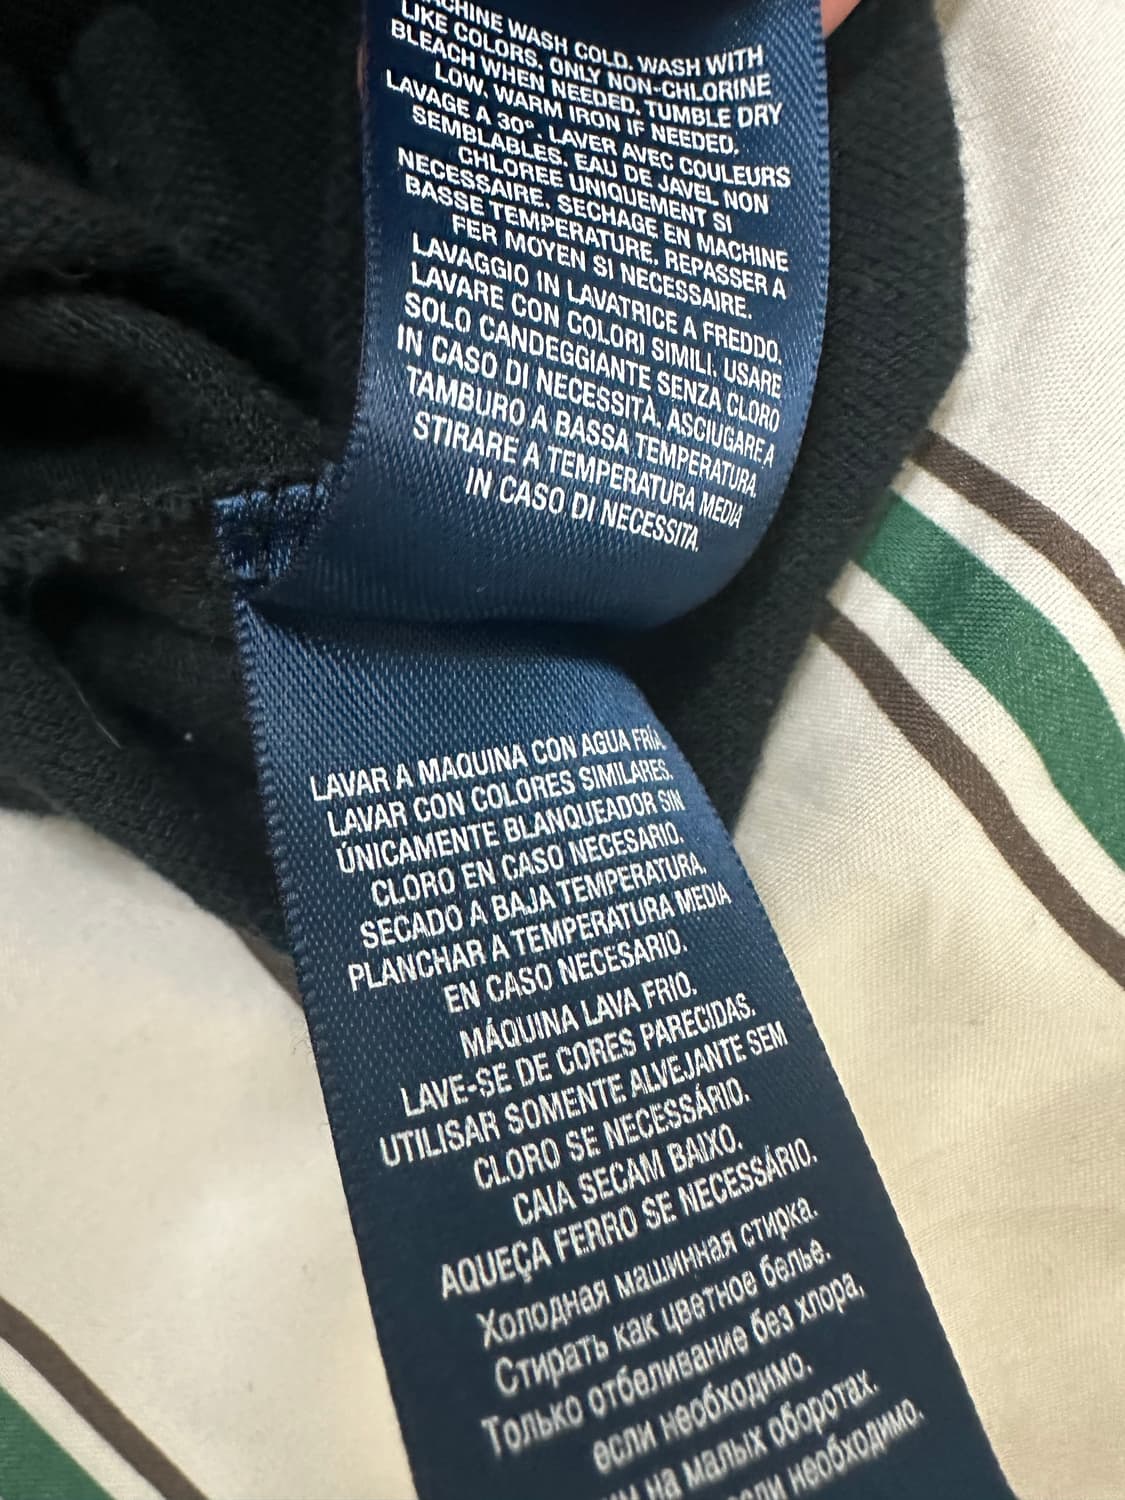 MACHINE WASH COLD. WASH WITH
LIKE COLORS. ONLY NON-CHLORINE
BLEACH WHEN NEEDED. TUMBLE DRY
LOW. WARM IRON IF NEEDED.
LAVAGE A 30°. LAVER AVEC COULEURS
SEMBLABLES. EAU DE JAVEL NON
CHLOREE UNIQUEMENT SI
NECESSAIRE. SECHAGE EN MACHINE
BASSE TEMPERATURE. REPASSER A
FER MOYEN SI NECESSAIRE.
LAVAGGIO IN LAVATRICE A FREDDO.
LAVARE CON COLORI SIMILI. USARE
SOLO CANDEGGIANTE SENZA CLORO
IN CASO DI NECESSITÀ. ASCIUGARE A
TAMBURO A BASSA TEMPERATURA.
STIRARE A TEMPERATURA MEDIA
IN CASO DI NECESSITA.
LAVAR A MAQUINA CON AGUA FRÍA.
LAVAR CON COLORES SIMILARES.
ÚNICAMENTE BLANQUEADOR SIN
CLORO EN CASO NECESARIO.
SECADO A BAJA TEMPERATURA.
PLANCHAR A TEMPERATURA MEDIA
EN CASO NECESARIO.
MÁQUINA LAVA FRIO.
LAVE-SE DE CORES PARECIDAS.
UTILISAR SOMENTE ALVEJANTE SEM
CLORO SE NECESSÁRIO.
CAIA SECAM BAIXO.
AQUEÇA FERRO SE NECESSÁRIO.
Холодная машинная стирка.
Стирать как цветное белье.
Только отбеливание без хлора,
если необходимо.
на малых оборотах.
если необходимо.